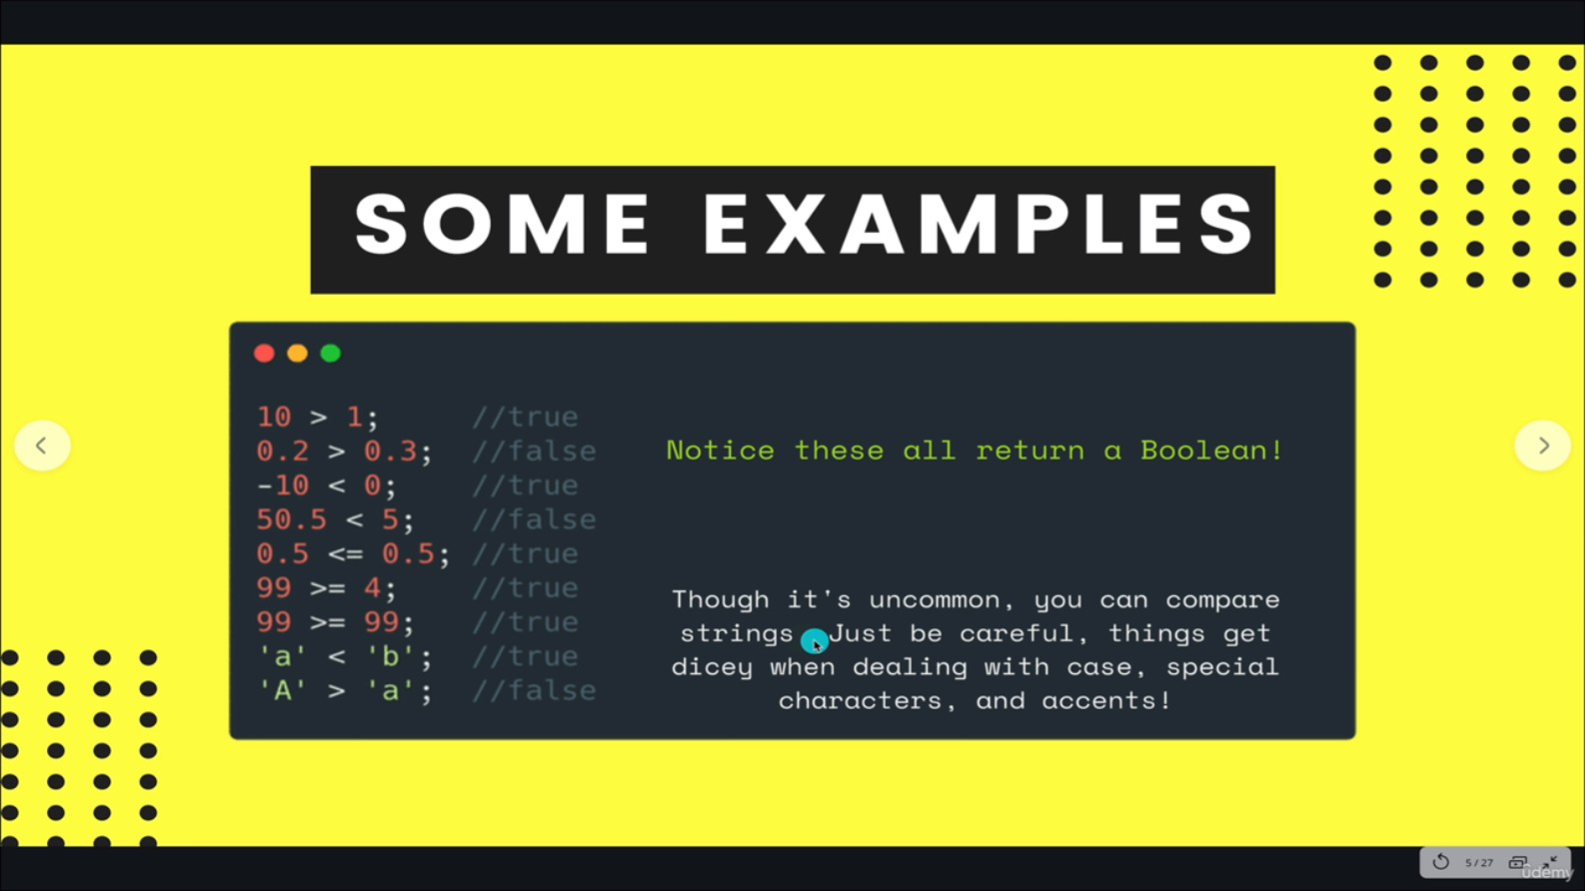 SOME EXAMPLES
10 > 1; //true
0.2 > 0.3; //false
-10 < 0; //true
50.5 < 5; //false
0.5 <= 0.5; //true
99 >= 4; //true
99 >= 99; //true
'a' < 'b'; //true
'A' > 'a'; //false
Notice these all return a Boolean!
Though it's uncommon, you can compare
strings Just be careful, things get
dicey when dealing with case, special
characters, and accents!
5 / 27
ûdemy